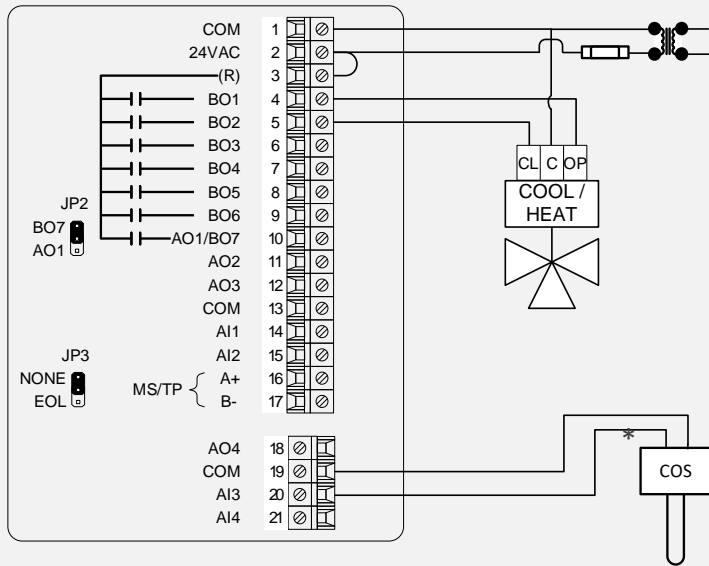 COM 1
24VAC 2
(R) 3
BO1 4
BO2 5
BO3 6
BO4 7
BO5 8
BO6 9
AO1/BO7 10
AO2 11
AO3 12
COM 13
AI1 14
AI2 15
A+ 16
B- 17
MS/TP
JP2
BO7
AO1
JP3
NONE
EOL
AO4 18
COM 19
AI3 20
AI4 21
CL C OP
COOL /
HEAT
*
COS